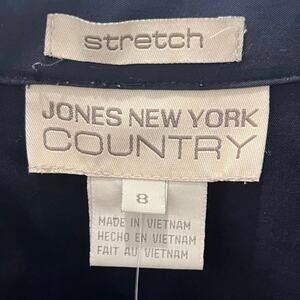 stretch
JONES NEW YORK
COUNTRY
8
MADE IN VIETNAM
HECHO EN VIETNAM
FAIT AU VIETNAM